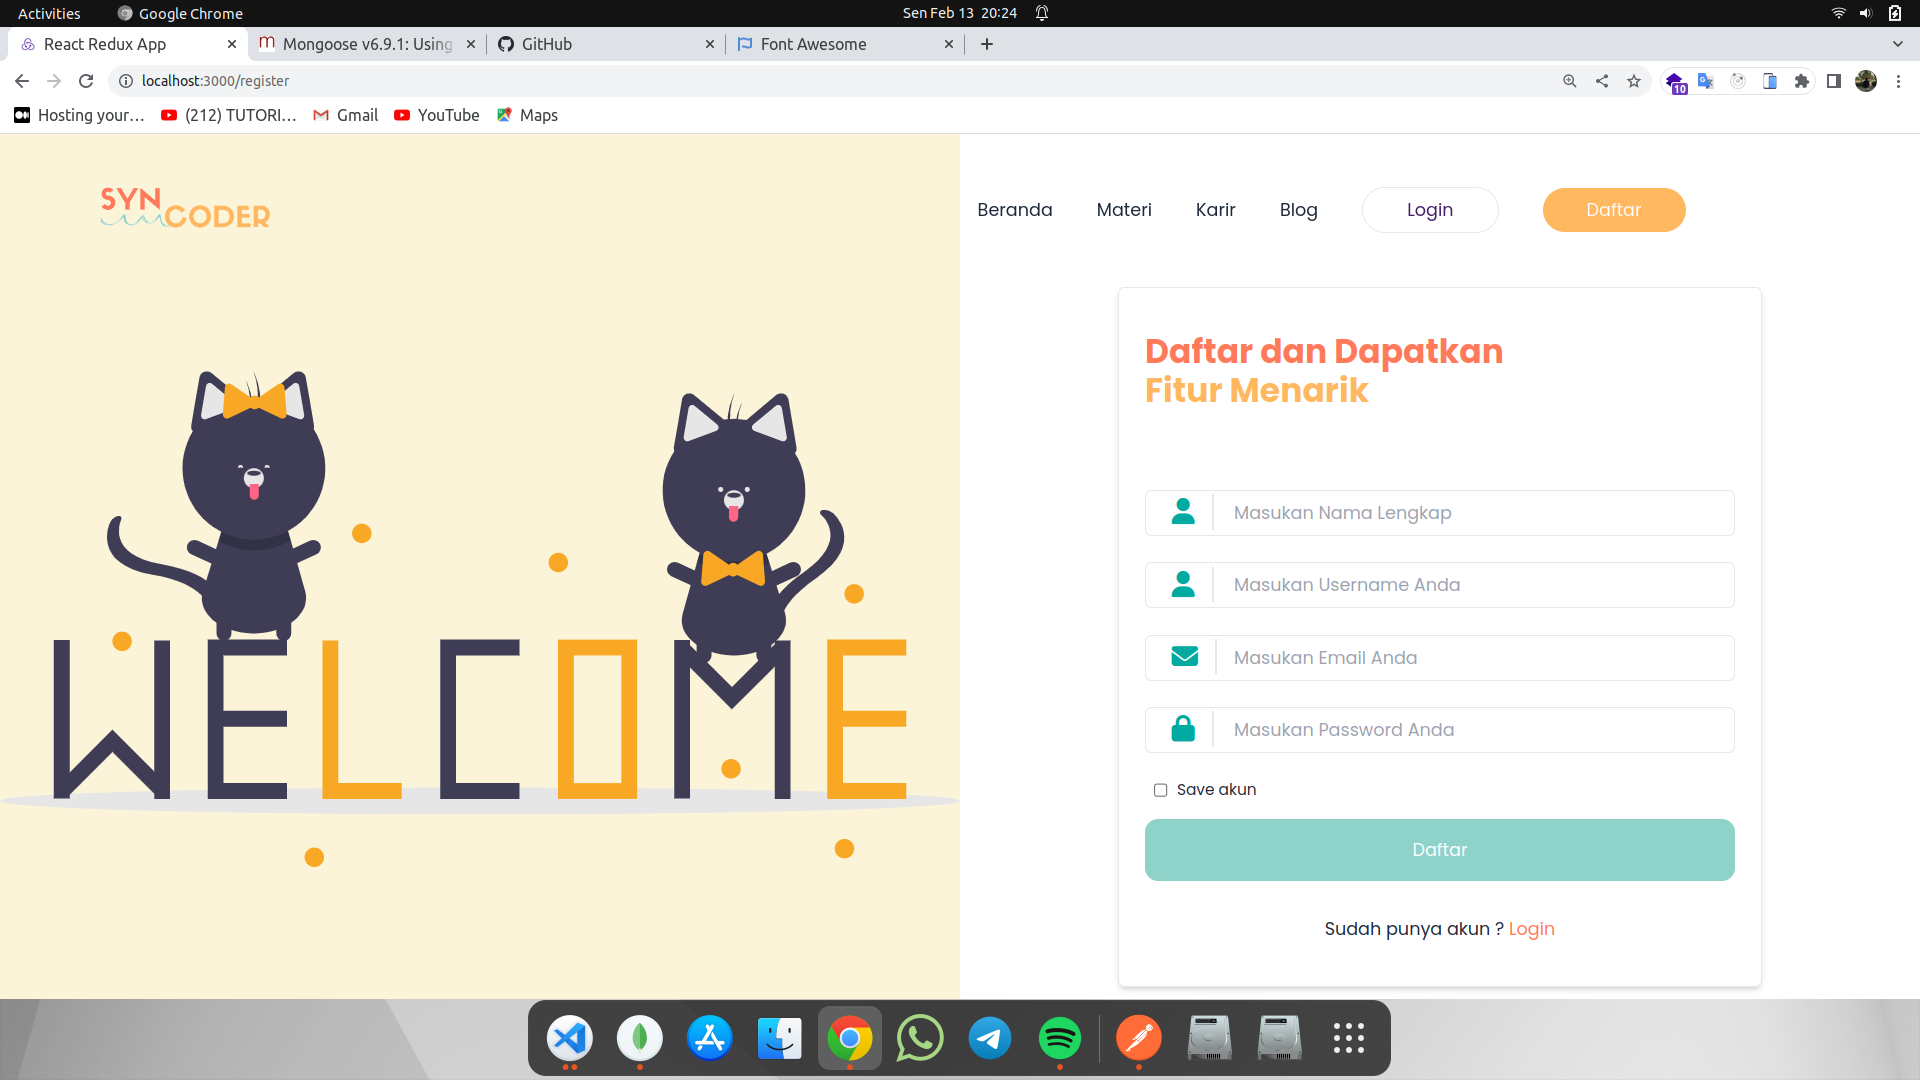 Activities
Google Chrome
Sen Feb 13 20:24
React Redux App
Mongoose v6.9.1: Using
GitHub
Font Awesome
localhost:3000/register
10
Hosting your…
(212) TUTORI…
Gmail
YouTube
Maps
SYN
CODER
Beranda
Materi
Karir
Blog
Login
Daftar
Daftar dan Dapatkan
Fitur Menarik
Masukan Nama Lengkap
Masukan Username Anda
Masukan Email Anda
Masukan Password Anda
Save akun
Daftar
Sudah punya akun ? Login
WELCOME